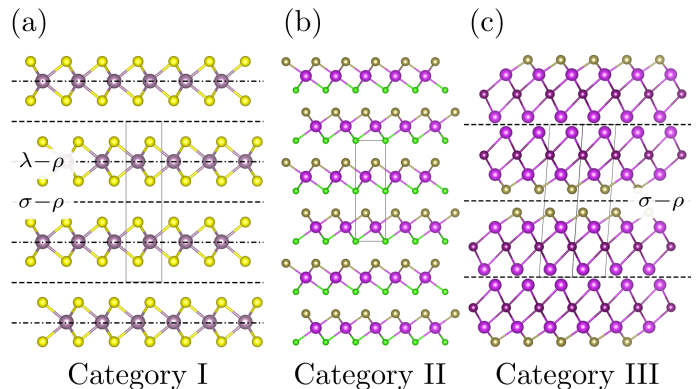 (a)
(b)
(c)
λ−ρ
σ−ρ
σ−ρ
Category I
Category II
Category III